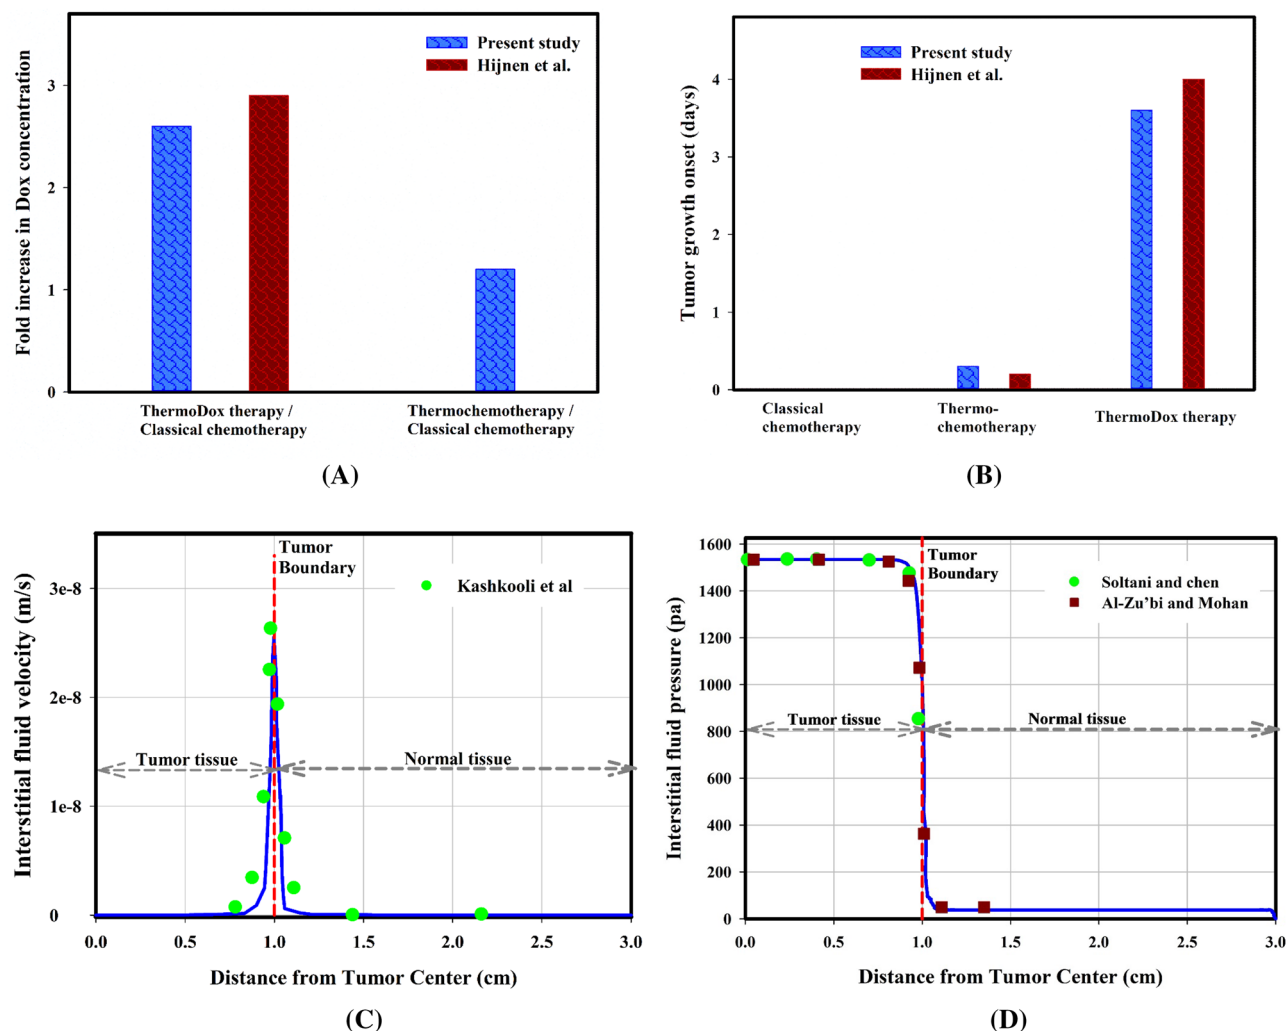 Fold increase in Dox concentration
3
2
1
0
Present study
Hijnen et al.
ThermoDox therapy /
Classical chemotherapy
Thermochemotherapy /
Classical chemotherapy
(A)
Tumor growth onset (days)
4
3
2
1
0
Present study
Hijnen et al.
Classical
chemotherapy
Thermo-
chemotherapy
ThermoDox therapy
(B)
Interstitial fluid velocity (m/s)
3e-8
2e-8
1e-8
0
Tumor
Boundary
Kashkooli et al
Tumor tissue
Normal tissue
0.0 0.5 1.0 1.5 2.0 2.5 3.0
Distance from Tumor Center (cm)
(C)
Interstitial fluid pressure (pa)
1600
1400
1200
1000
800
600
400
200
0
Tumor
Boundary
Soltani and chen
Al-Zu'bi and Mohan
Tumor tissue
Normal tissue
0.0 0.5 1.0 1.5 2.0 2.5 3.0
Distance from Tumor Center (cm)
(D)